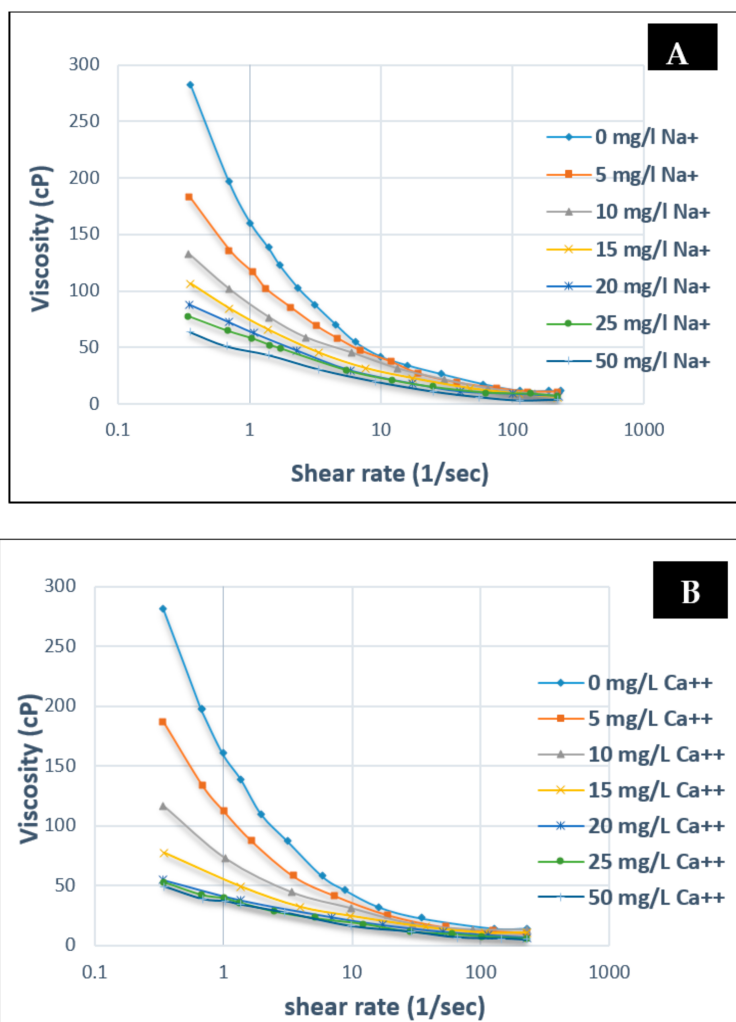 A
300
250
200
150
100
50
0
Viscosity (cP)
0.1 1 10 100 1000
Shear rate (1/sec)
0 mg/l Na+
5 mg/l Na+
10 mg/l Na+
15 mg/l Na+
20 mg/l Na+
25 mg/l Na+
50 mg/l Na+
B
300
250
200
150
100
50
0
Viscosity (cP)
0.1 1 10 100 1000
shear rate (1/sec)
0 mg/L Ca++
5 mg/L Ca++
10 mg/L Ca++
15 mg/L Ca++
20 mg/L Ca++
25 mg/L Ca++
50 mg/L Ca++